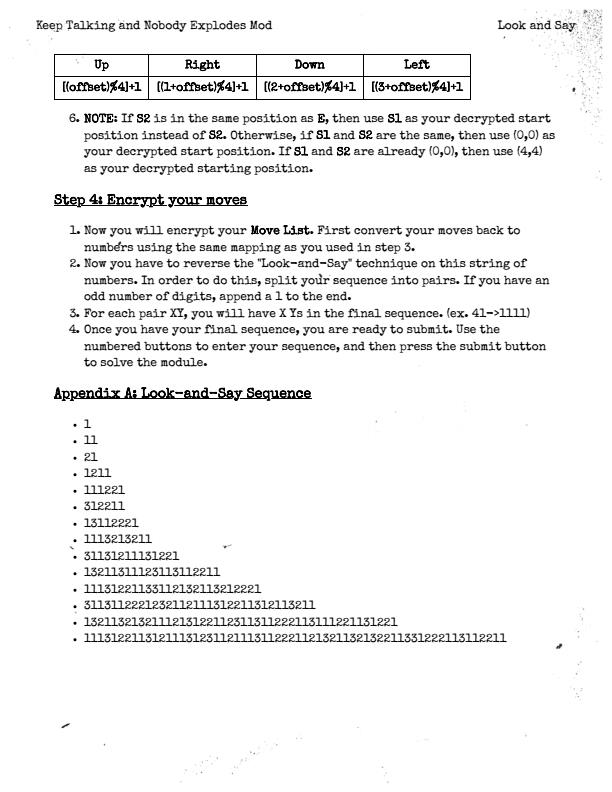 Keep Talking and Nobody Explodes Mod Look and Say
Up Right Down Left
[(offset)%4]+1 [(1+offset)%4]+1 [(2+offset)%4]+1 [(3+offset)%4]+1
6. NOTE: If S2 is in the same position as E, then use S1 as your decrypted start
position instead of S2. Otherwise, if S1 and S2 are the same, then use (0,0) as
your decrypted start position. If S1 and S2 are already (0,0), then use (4,4)
as your decrypted starting position.
Step 4: Encrypt your moves
1. Now you will encrypt your Move List. First convert your moves back to
numbers using the same mapping as you used in step 3.
2. Now you have to reverse the "Look-and-Say" technique on this string of
numbers. In order to do this, split your sequence into pairs. If you have an
odd number of digits, append a 1 to the end.
3. For each pair XY, you will have X Ys in the final sequence. (ex. 41->1111)
4. Once you have your final sequence, you are ready to submit. Use the
numbered buttons to enter your sequence, and then press the submit button
to solve the module.
Appendix A: Look-and-Say Sequence
• 1
• 11
• 21
• 1211
• 111221
• 312211
• 13112221
• 1113213211
• 31131211131221
• 13211311123113112211
• 11131221133112132113212221
• 3113112221232112111312211312113211
• 1321132132111213122112311311222113111221131221
• 11131221131211131231121113112221121321132132211331222113112211